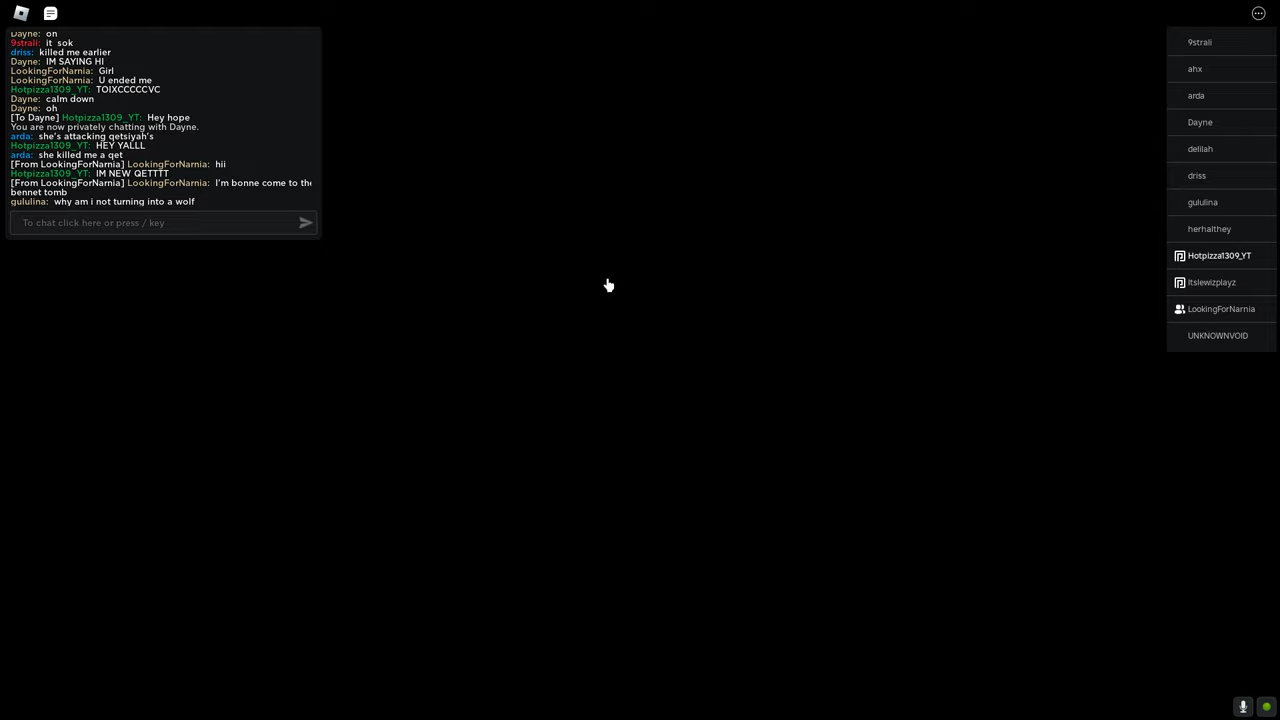 Dayne: on
9strali: it sok
driss: killed me earlier
Dayne: IM SAYING HI
LookingForNarnia: Girl
LookingForNarnia: U ended me
Hotpizza1309_YT: TOIXCCCCCVC
Dayne: calm down
Dayne: oh
[To Dayne] Hotpizza1309_YT: Hey hope
You are now privately chatting with Dayne.
arda: she's attacking qetsiyah's
Hotpizza1309_YT: HEY YALLL
arda: she killed me a qet
[From LookingForNarnia] LookingForNarnia: hii
Hotpizza1309_YT: IM NEW QETTTT
[From LookingForNarnia] LookingForNarnia: I'm bonne come to the
bennet tomb
gululina: why am i not turning into a wolf
To chat click here or press / key
9strali
ahx
arda
Dayne
delilah
driss
gululina
herhalthey
Hotpizza1309_YT
Itslewizplayz
LookingForNarnia
UNKNOWNVOID